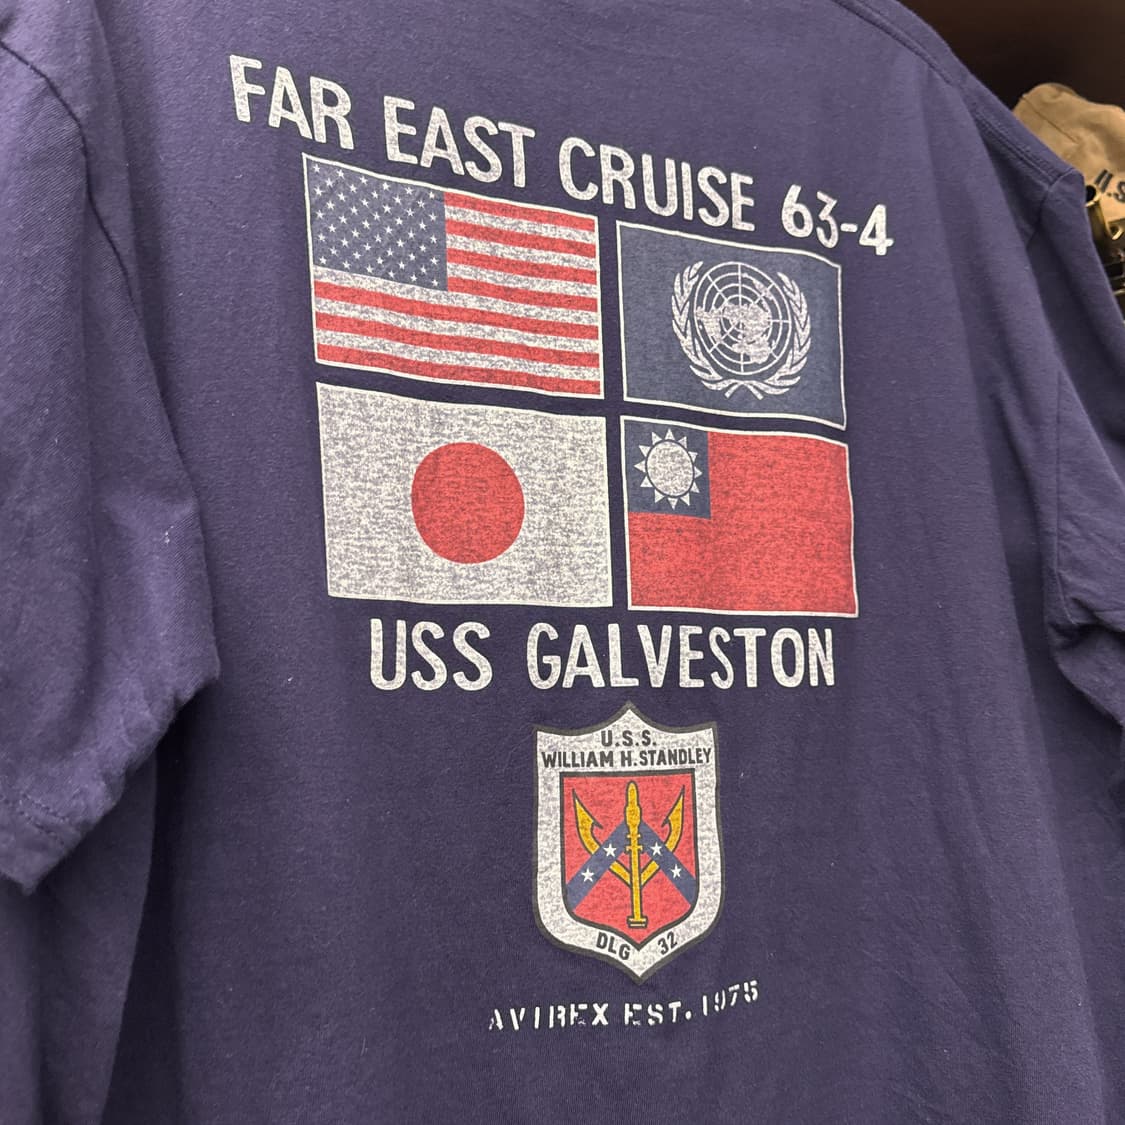 FAR EAST CRUISE 63-4
USS GALVESTON
U.S.S.
WILLIAM H.STANDLEY
DLG 32
AVIREX EST. 1975